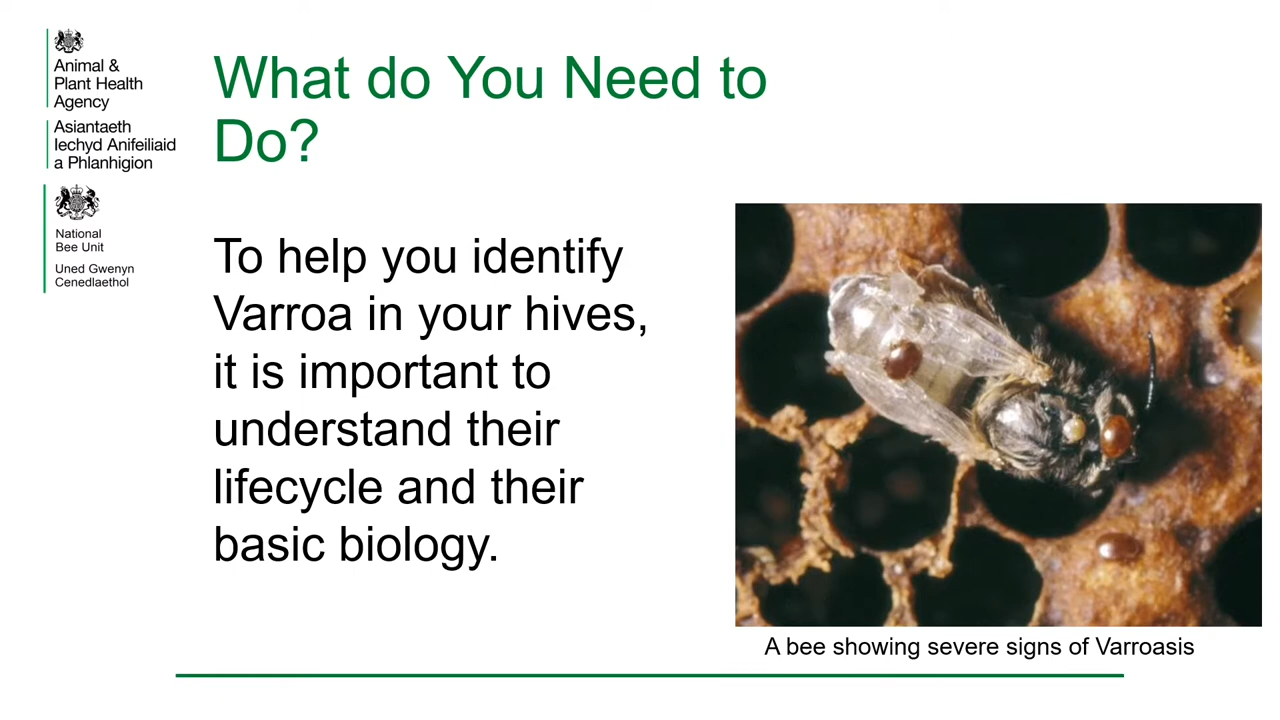 Animal &
Plant Health
Agency
Asiantaeth
Iechyd Anifeiliaid
a Phlanhigion
National
Bee Unit
Uned Gwenyn
Cenedlaethol
What do You Need to
Do?
To help you identify
Varroa in your hives,
it is important to
understand their
lifecycle and their
basic biology.
A bee showing severe signs of Varroasis